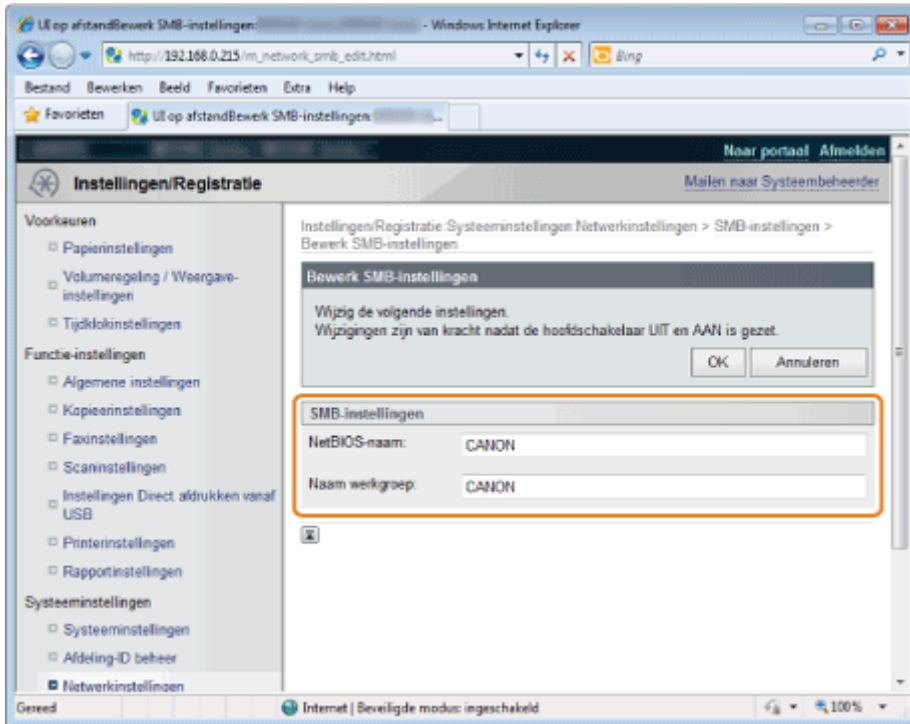 UI op afstandBewerk SMB-instellingen: - Windows Internet Explorer
http://192.168.0.215/m_network_smb_edit.html
Bing
Bestand Bewerken Beeld Favorieten Extra Help
Favorieten
UI op afstandBewerk SMB-instellingen: ...
Naar portaal Afmelden
Instellingen/Registratie
Mailen naar Systeembeheerder
Voorkeuren
Papierinstellingen
Volumeregeling / Weergave-
instellingen
Tijdklokinstellingen
Functie-instellingen
Algemene instellingen
Kopieerinstellingen
Faxinstellingen
Scaninstellingen
Instellingen Direct afdrukken vanaf
USB
Printerinstellingen
Rapportinstellingen
Systeeminstellingen
Systeeminstellingen
Afdeling-ID beheer
Netwerkinstellingen
Instellingen/Registratie:Systeeminstellingen:Netwerkinstellingen > SMB-instellingen >
Bewerk SMB-instellingen
Bewerk SMB-instellingen
Wijzig de volgende instellingen.
Wijzigingen zijn van kracht nadat de hoofdschakelaar UIT en AAN is gezet.
OK Annuleren
SMB-instellingen
NetBIOS-naam: CANON
Naam werkgroep: CANON
Gereed
Internet | Beveiligde modus: ingeschakeld
100%